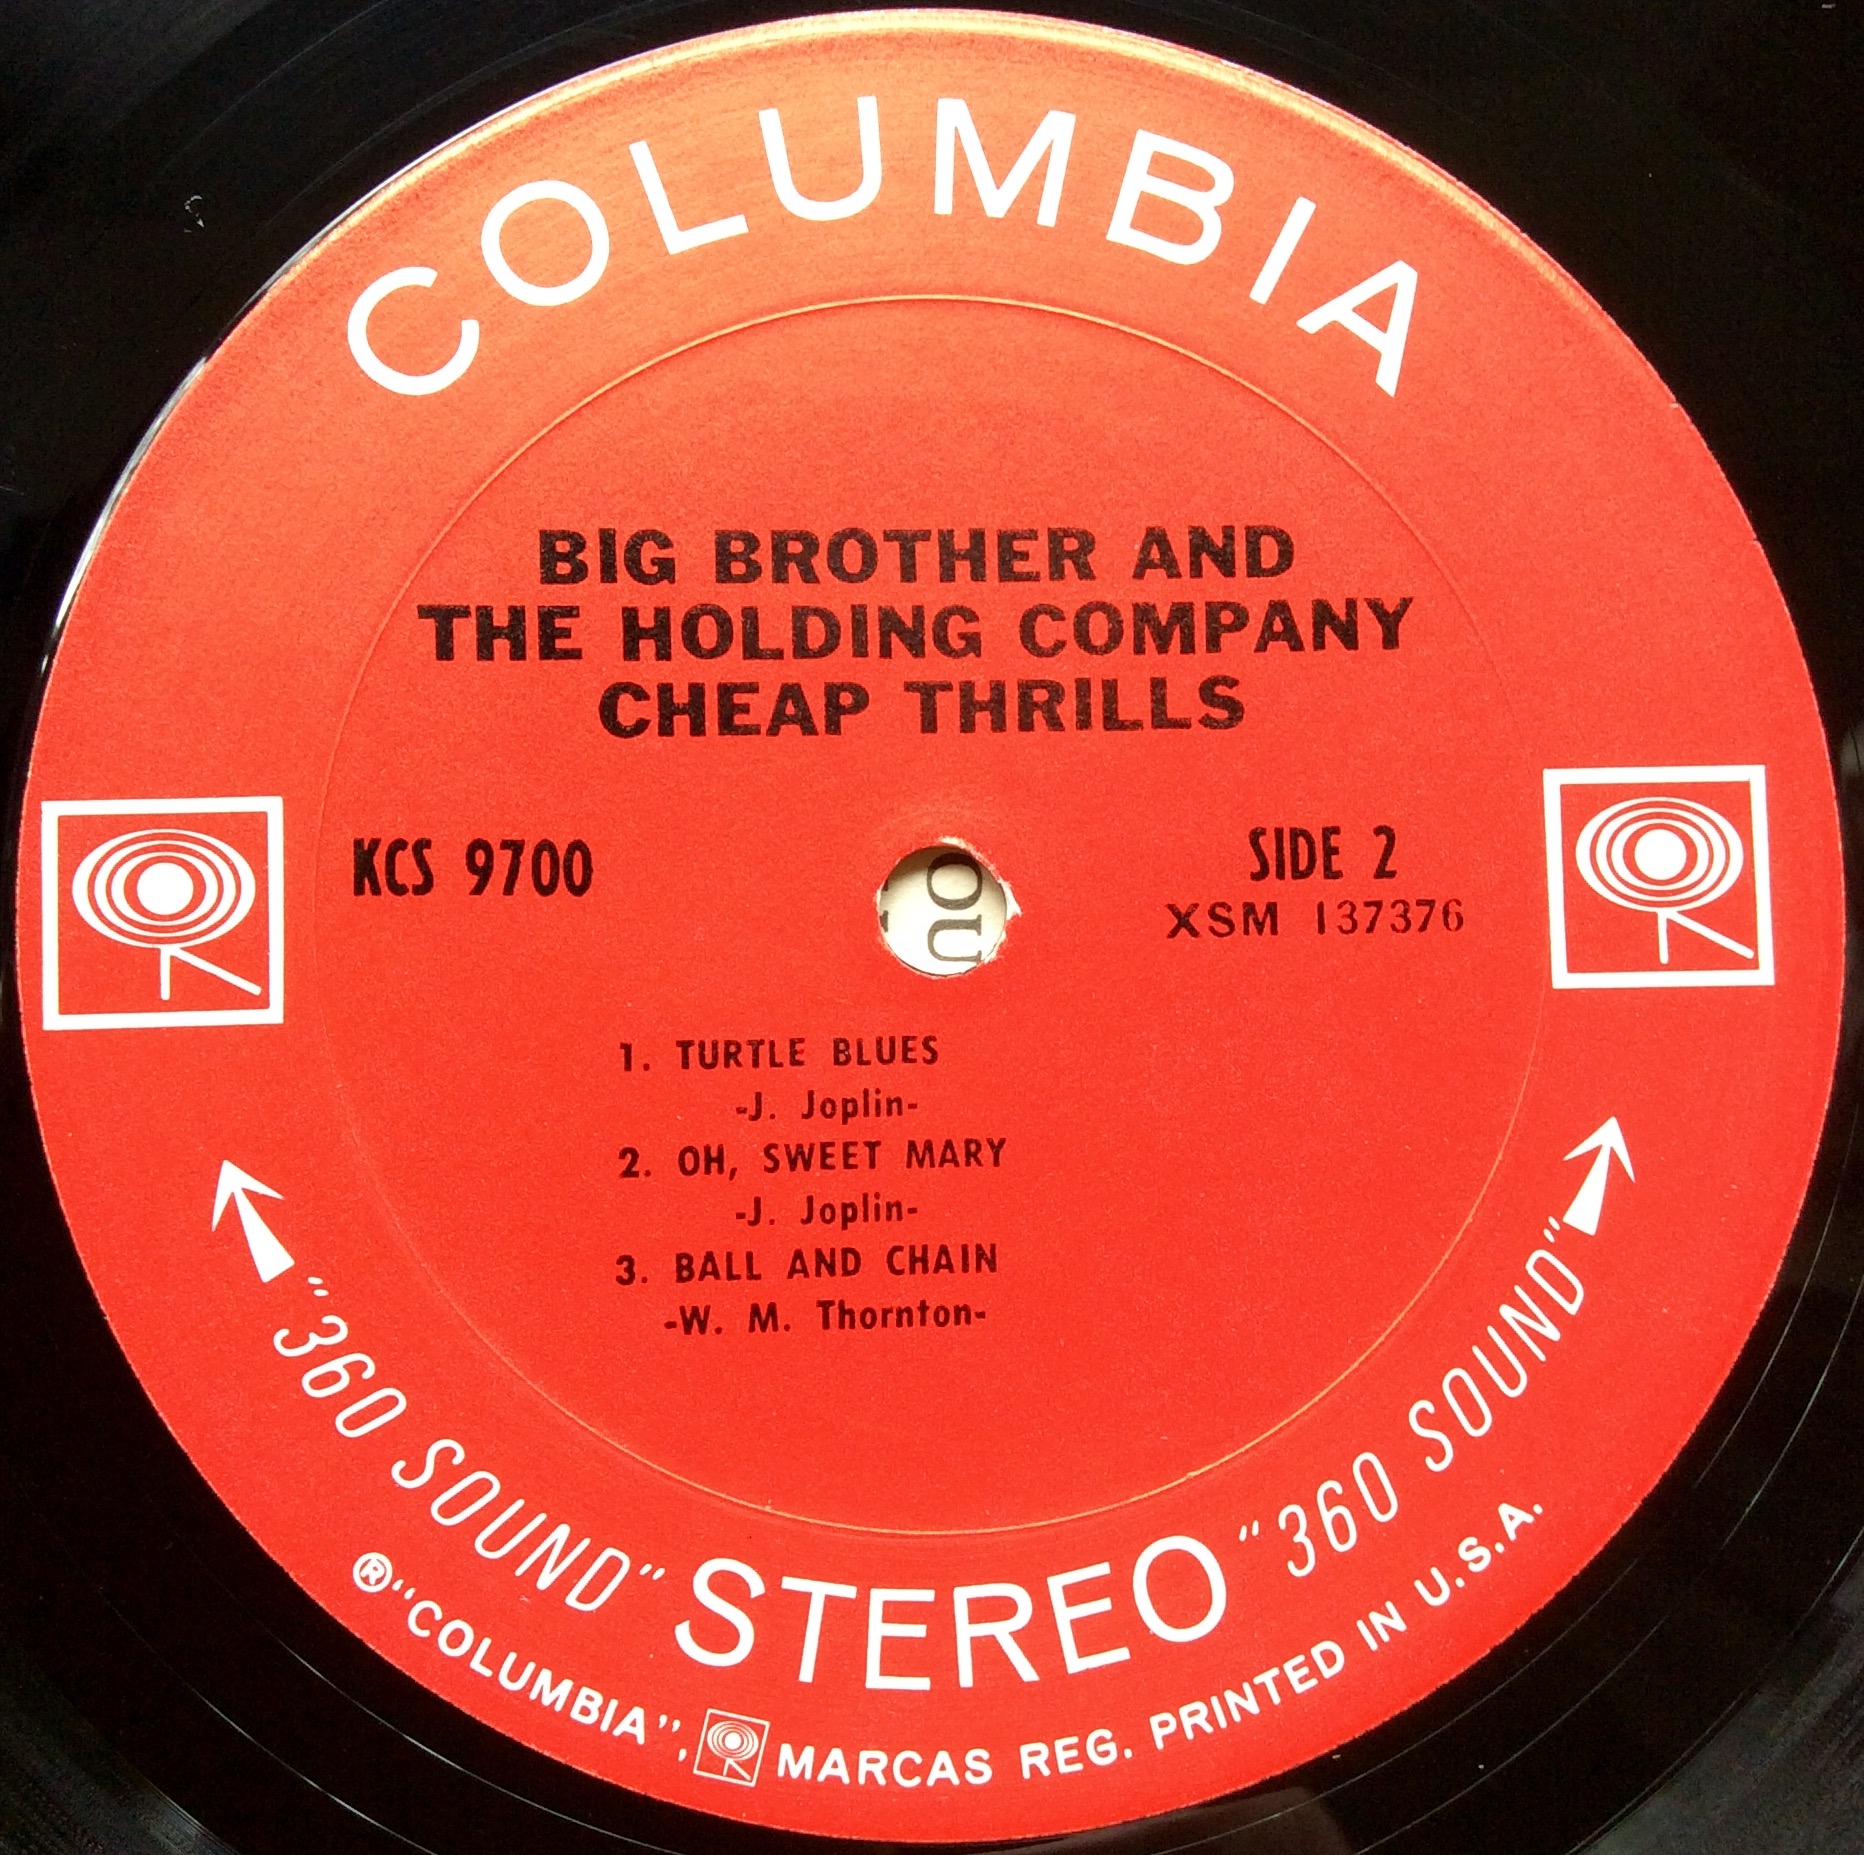 COLUMBIA
BIG BROTHER AND
THE HOLDING COMPANY
CHEAP THRILLS
KCS 9700
SIDE 2
XSM 137376
OU
1. TURTLE BLUES
-J. Joplin-
2. OH, SWEET MARY
-J. Joplin-
3. BALL AND CHAIN
-W. M. Thornton-
"360 SOUND" STEREO "360 SOUND"
®"COLUMBIA", MARCAS REG. PRINTED IN U.S.A.